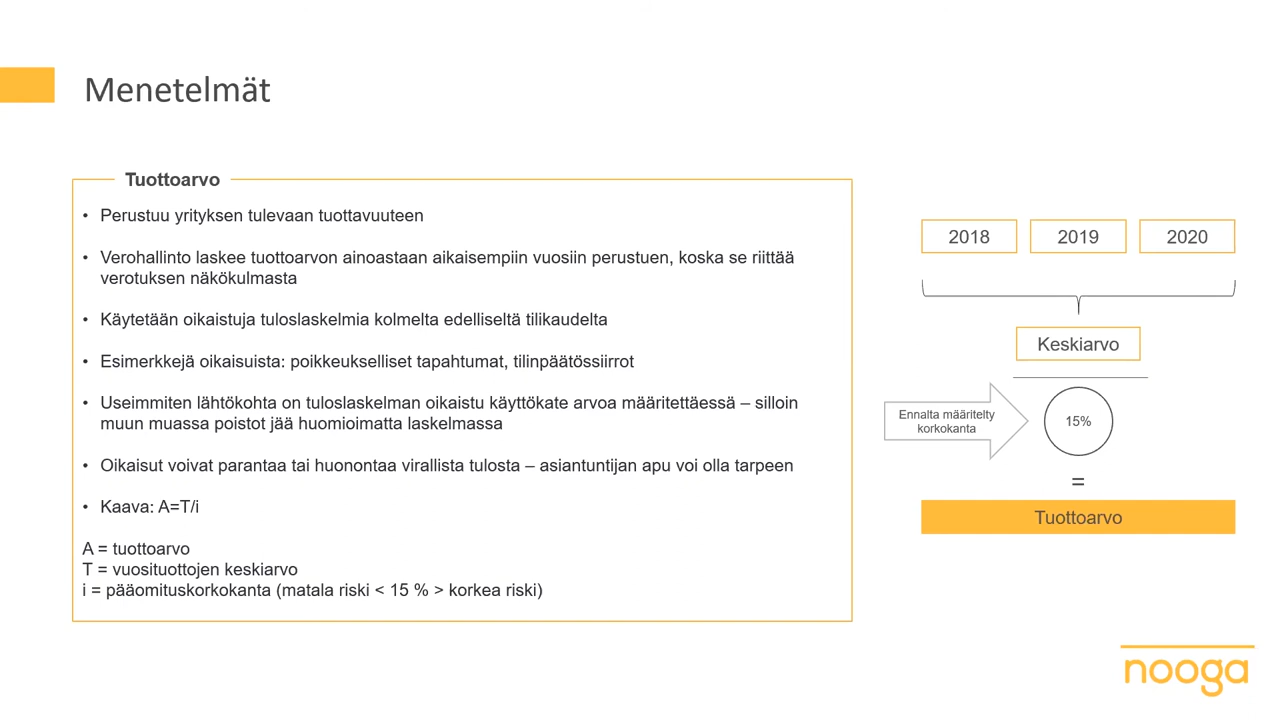 Menetelmät
Tuottoarvo
• Perustuu yrityksen tulevaan tuottavuuteen
• Verohallinto laskee tuottoarvon ainoastaan aikaisempiin vuosiin perustuen, koska se riittää
verotuksen näkökulmasta
• Käytetään oikaistuja tuloslaskelmia kolmelta edelliseltä tilikaudelta
• Esimerkkejä oikaisuista: poikkeukselliset tapahtumat, tilinpäätössiirrot
• Useimmiten lähtökohta on tuloslaskelman oikaistu käyttökate arvoa määritettäessä – silloin
muun muassa poistot jää huomioimatta laskelmassa
• Oikaisut voivat parantaa tai huonontaa virallista tulosta – asiantuntijan apu voi olla tarpeen
• Kaava: A=T/i
A = tuottoarvo
T = vuosituottojen keskiarvo
i = pääomituskorkokanta (matala riski < 15 % > korkea riski)
2018 2019 2020
Keskiarvo
Ennalta määritelty
korkokanta
15%
=
Tuottoarvo
nooga